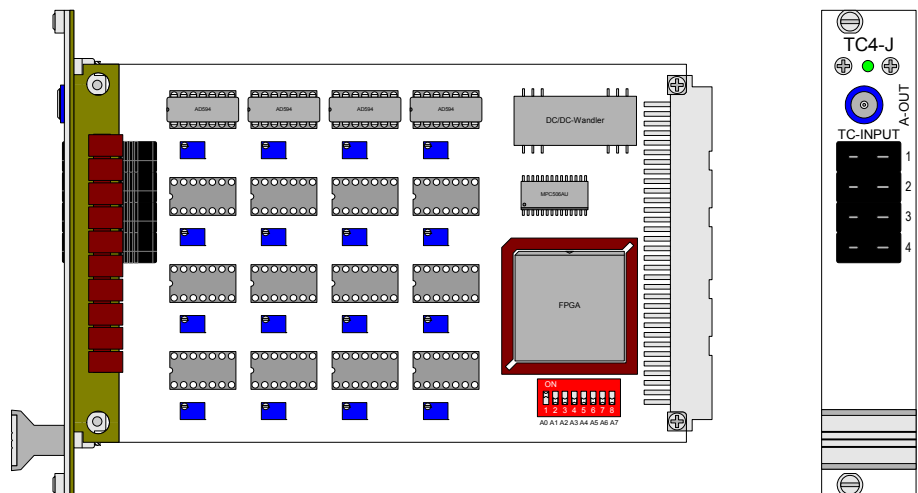 AD594 AD594 AD594 AD594
DC/DC-Wandler
MPC506AU
FPGA
ON
1 2 3 4 5 6 7 8
A0 A1 A2 A3 A4 A5 A6 A7
TC4-J
A-OUT
TC-INPUT
1
2
3
4